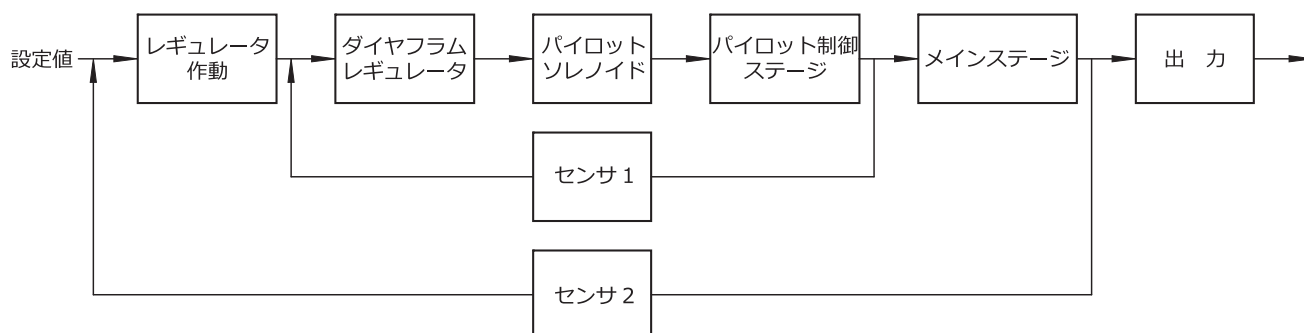 設定値
レギュレータ
作動
ダイヤフラム
レギュレータ
パイロット
ソレノイド
パイロット制御
ステージ
メインステージ
出　力
センサ 1
センサ 2